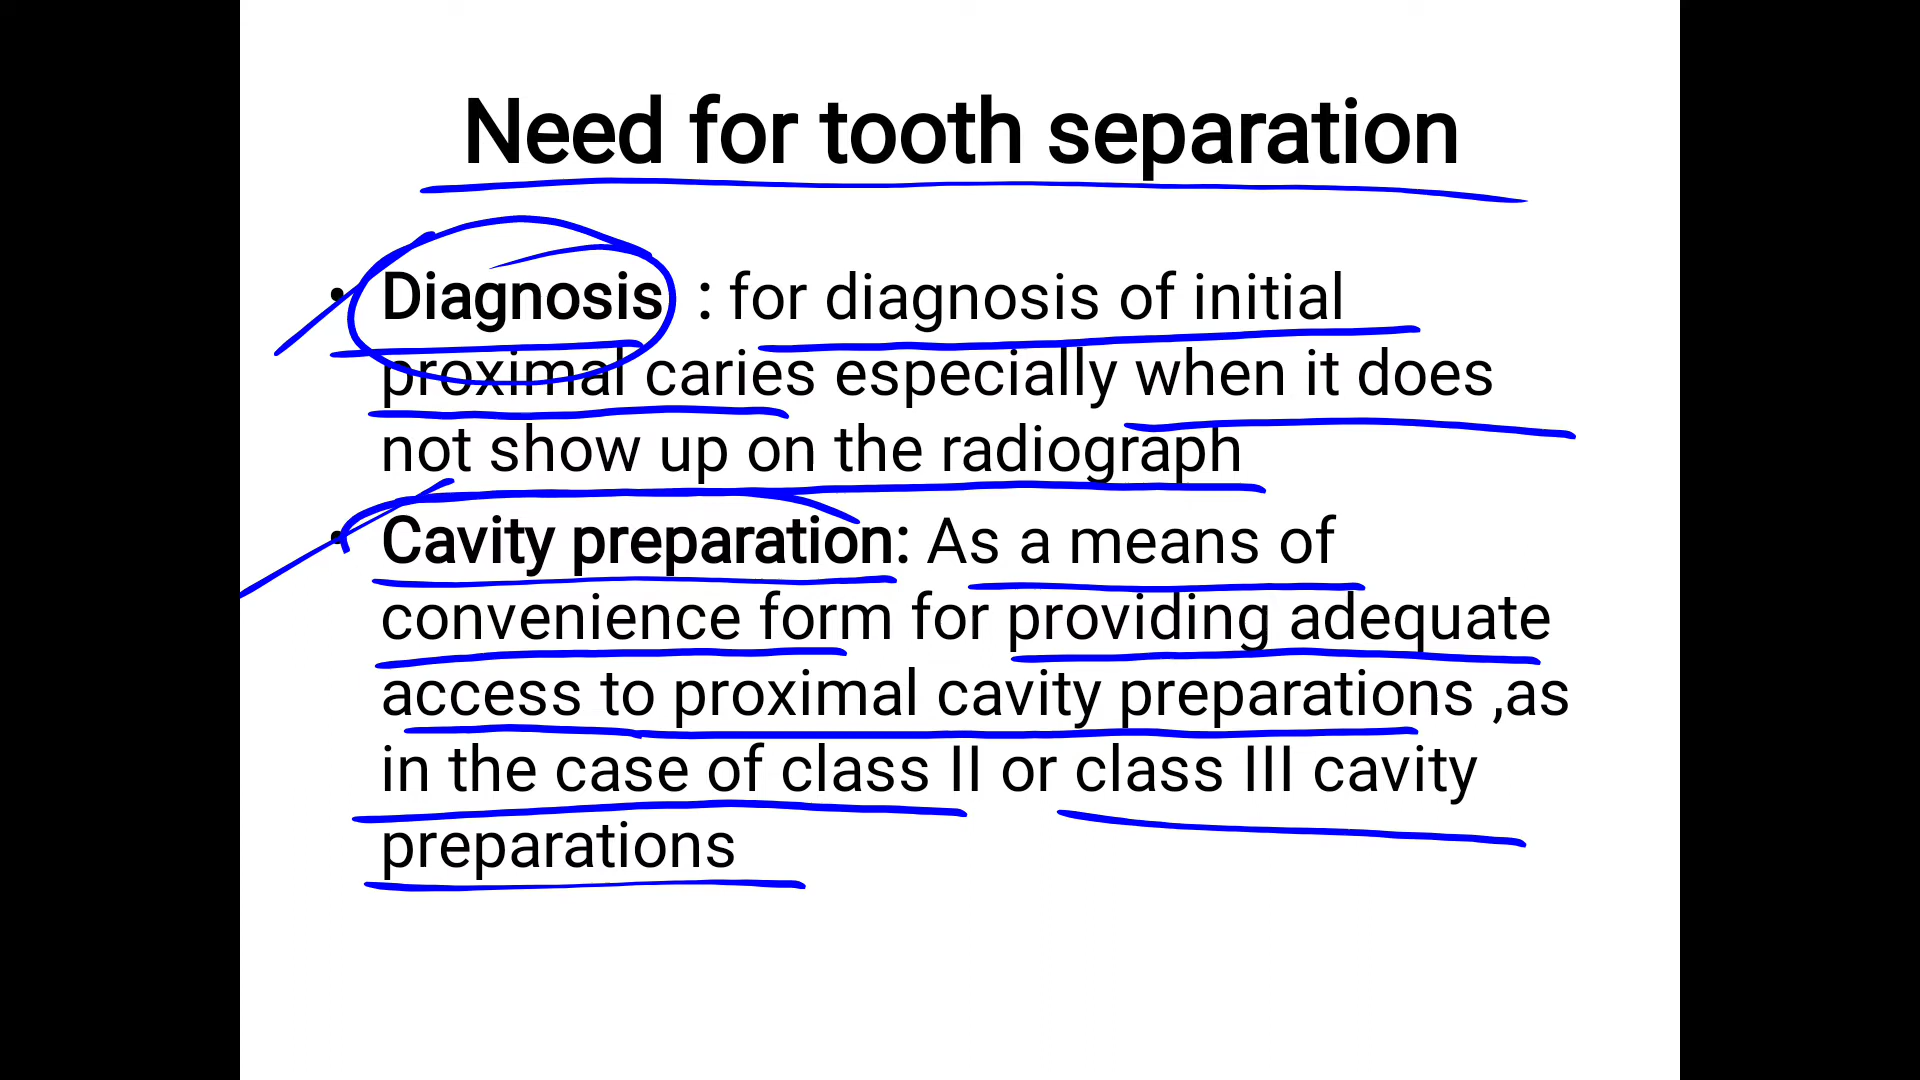 Need for tooth separation
• Diagnosis : for diagnosis of initial
proximal caries especially when it does
not show up on the radiograph
• Cavity preparation: As a means of
convenience form for providing adequate
access to proximal cavity preparations ,as
in the case of class II or class III cavity
preparations